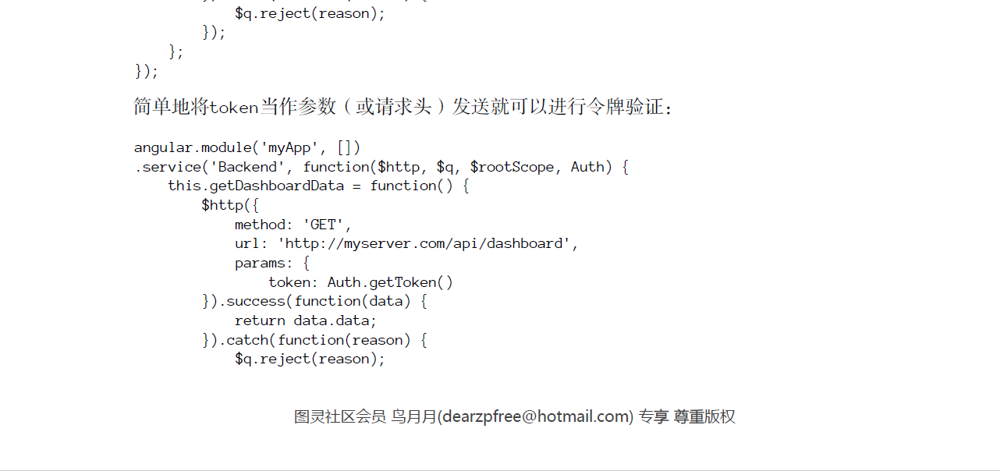 $q.reject(reason);
});
};
});
简单地将token当作参数（或请求头）发送就可以进行令牌验证：
angular.module('myApp', [])
.service('Backend', function($http, $q, $rootScope, Auth) {
this.getDashboardData = function() {
$http({
method: 'GET',
url: 'http://myserver.com/api/dashboard',
params: {
token: Auth.getToken()
}).success(function(data) {
return data.data;
}).catch(function(reason) {
$q.reject(reason);
图灵社区会员 鸟月月(dearzpfree@hotmail.com) 专享 尊重版权